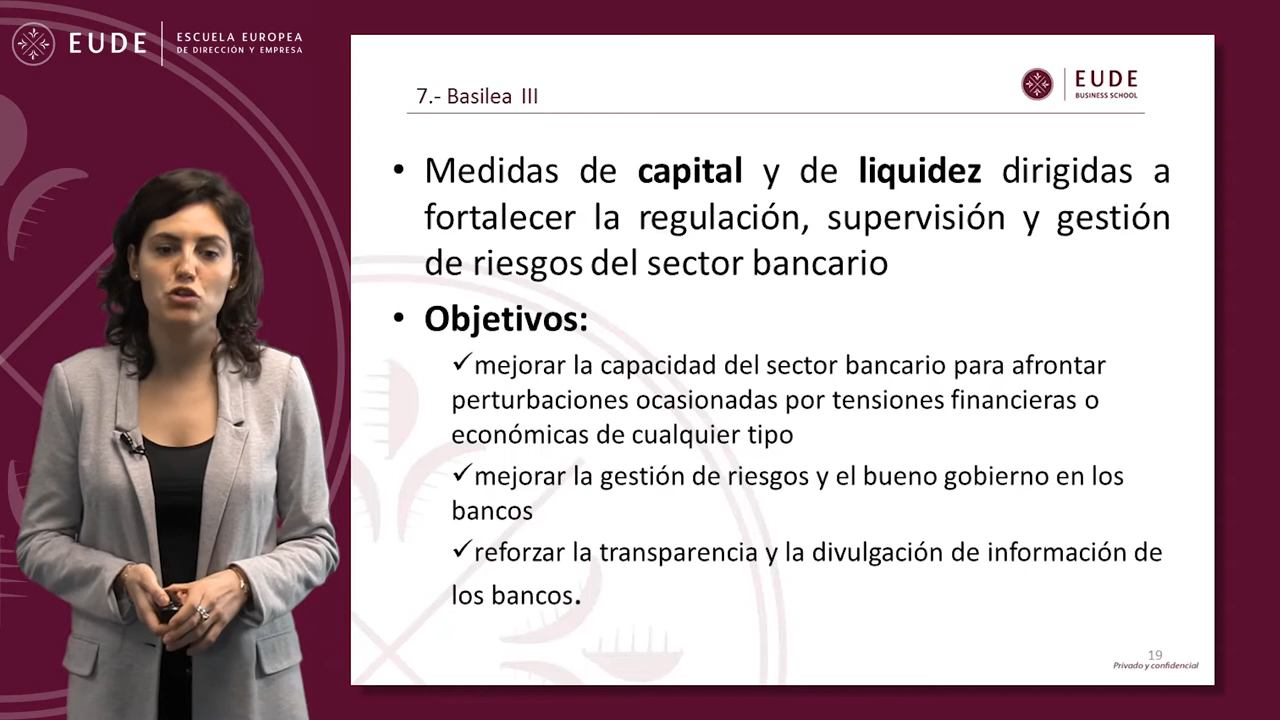 EUDE
ESCUELA EUROPEA
DE DIRECCIÓN Y EMPRESA
7.- Basilea III
EUDE
BUSINESS SCHOOL
• Medidas de capital y de liquidez dirigidas a
fortalecer la regulación, supervisión y gestión
de riesgos del sector bancario
• Objetivos:
✓mejorar la capacidad del sector bancario para afrontar
perturbaciones ocasionadas por tensiones financieras o
económicas de cualquier tipo
✓mejorar la gestión de riesgos y el bueno gobierno en los
bancos
✓reforzar la transparencia y la divulgación de información de
los bancos.
19
Privado y confidencial